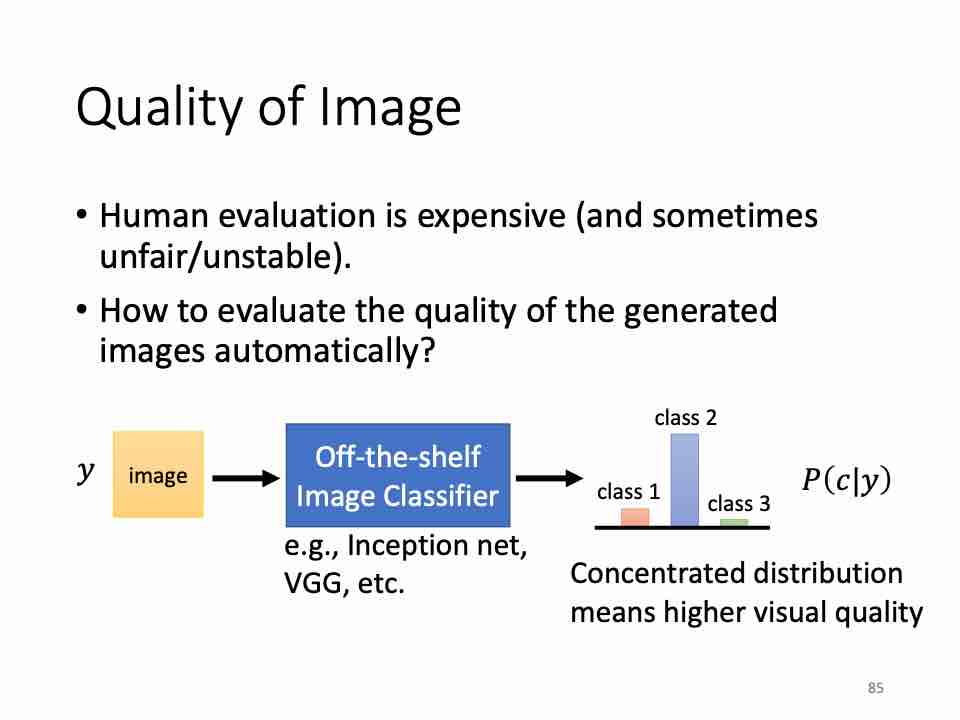 Quality of Image
• Human evaluation is expensive (and sometimes
unfair/unstable).
• How to evaluate the quality of the generated
images automatically?
class 2
y
image
Off-the-shelf
Image Classifier
class 1
class 3
P(c|y)
e.g., Inception net,
VGG, etc.
Concentrated distribution
means higher visual quality
85